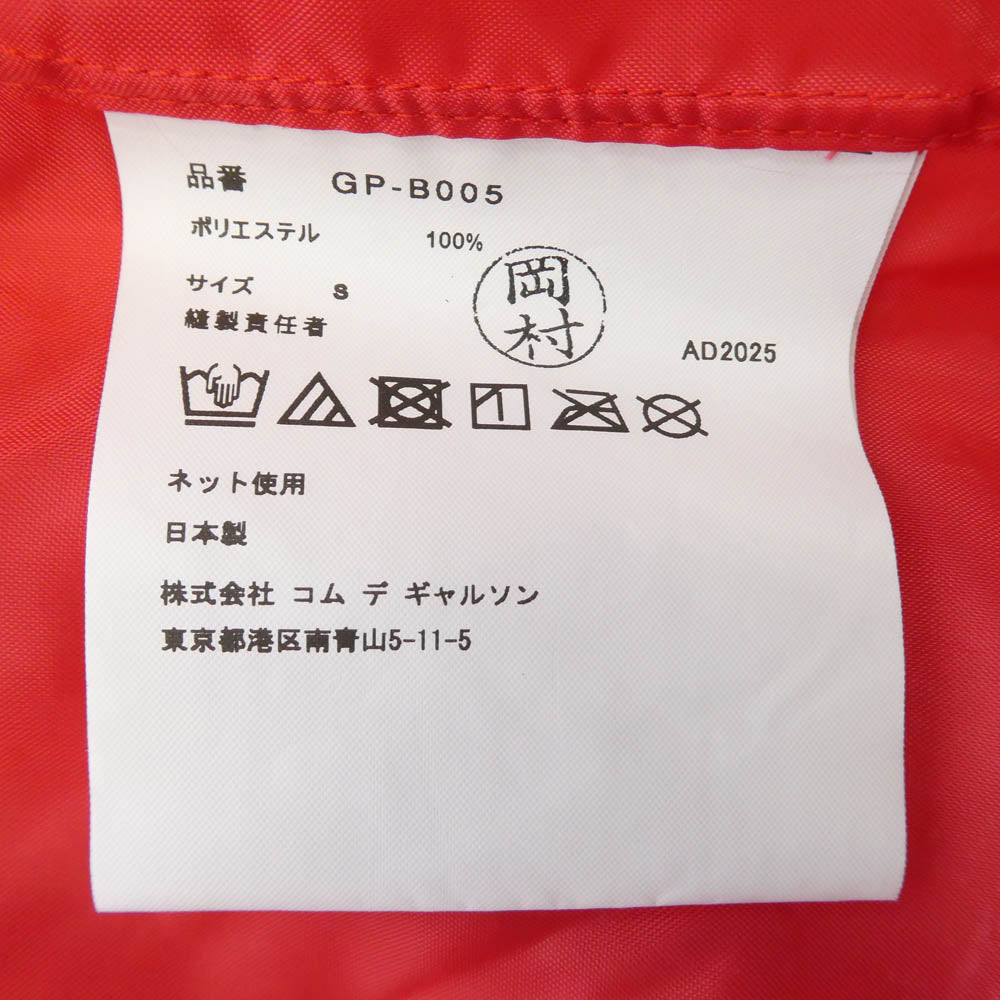 品番 GP-B005
ポリエステル 100%
サイズ S
縫製責任者 岡村 AD2025
ネット使用
日本製
株式会社 コム デ ギャルソン
東京都港区南青山5-11-5